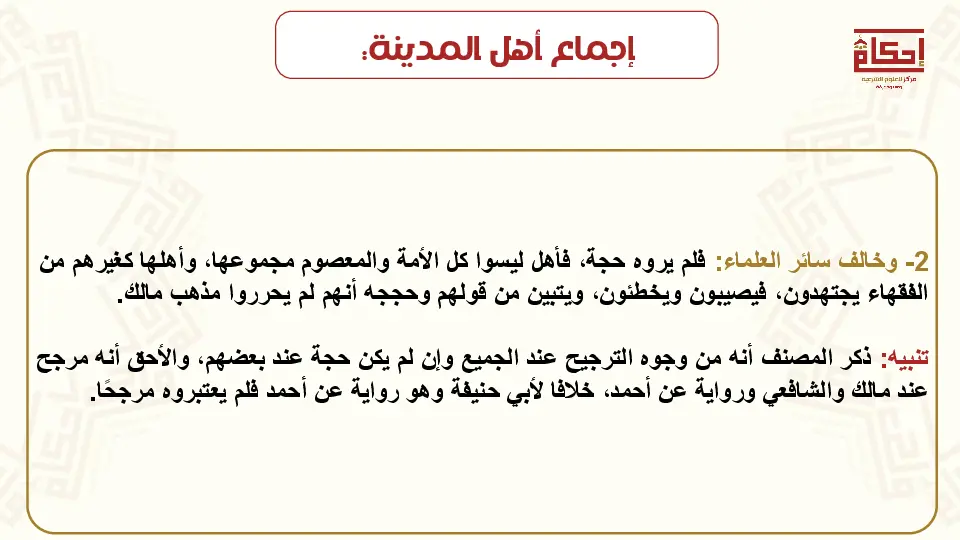 إجماع أهل المدينة:
إحكام
مركز للعلوم الشرعية
2- وخالف سائر العلماء: فلم يروه حجة، فأهل ليسوا كل الأمة والمعصوم مجموعها، وأهلها كغيرهم من
الفقهاء يجتهدون، فيصيبون ويخطئون، ويتبين من قولهم وحججه أنهم لم يحرروا مذهب مالك.
تنبيه: ذكر المصنف أنه من وجوه الترجيح عند الجميع وإن لم يكن حجة عند بعضهم، والأحق أنه مرجح
عند مالك والشافعي ورواية عن أحمد، خلافا لأبي حنيفة وهو رواية عن أحمد فلم يعتبروه مرجحًا.